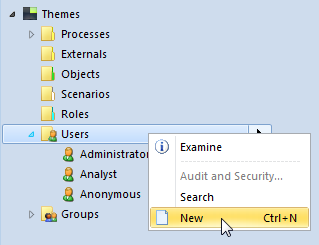 Themes
Processes
Externals
Objects
Scenarios
Roles
Users
Administrator
Analyst
Anonymous
Groups
Examine
Audit and Security...
Search
New Ctrl+N